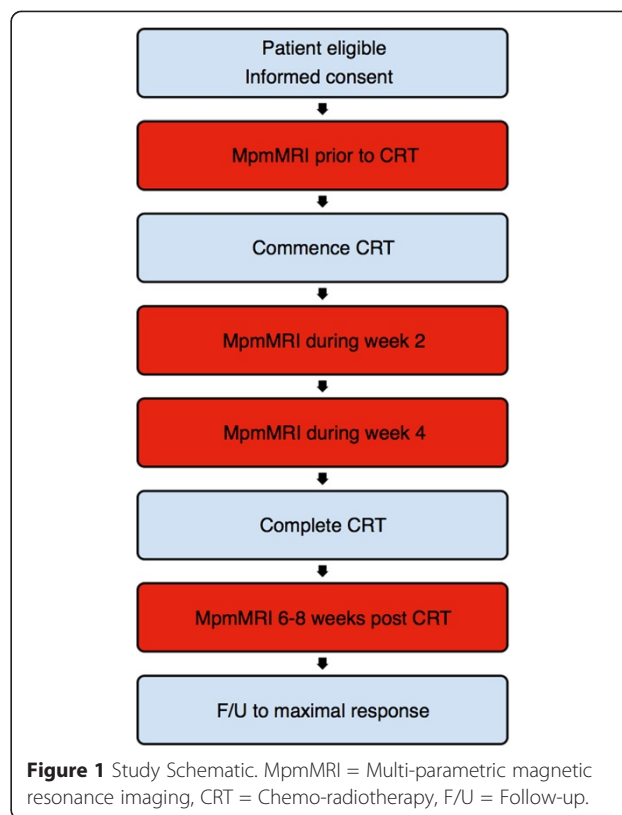 Patient eligible
Informed consent
MpmMRI prior to CRT
Commence CRT
MpmMRI during week 2
MpmMRI during week 4
Complete CRT
MpmMRI 6-8 weeks post CRT
F/U to maximal response
Figure 1 Study Schematic. MpmMRI = Multi-parametric magnetic
resonance imaging, CRT = Chemo-radiotherapy, F/U = Follow-up.